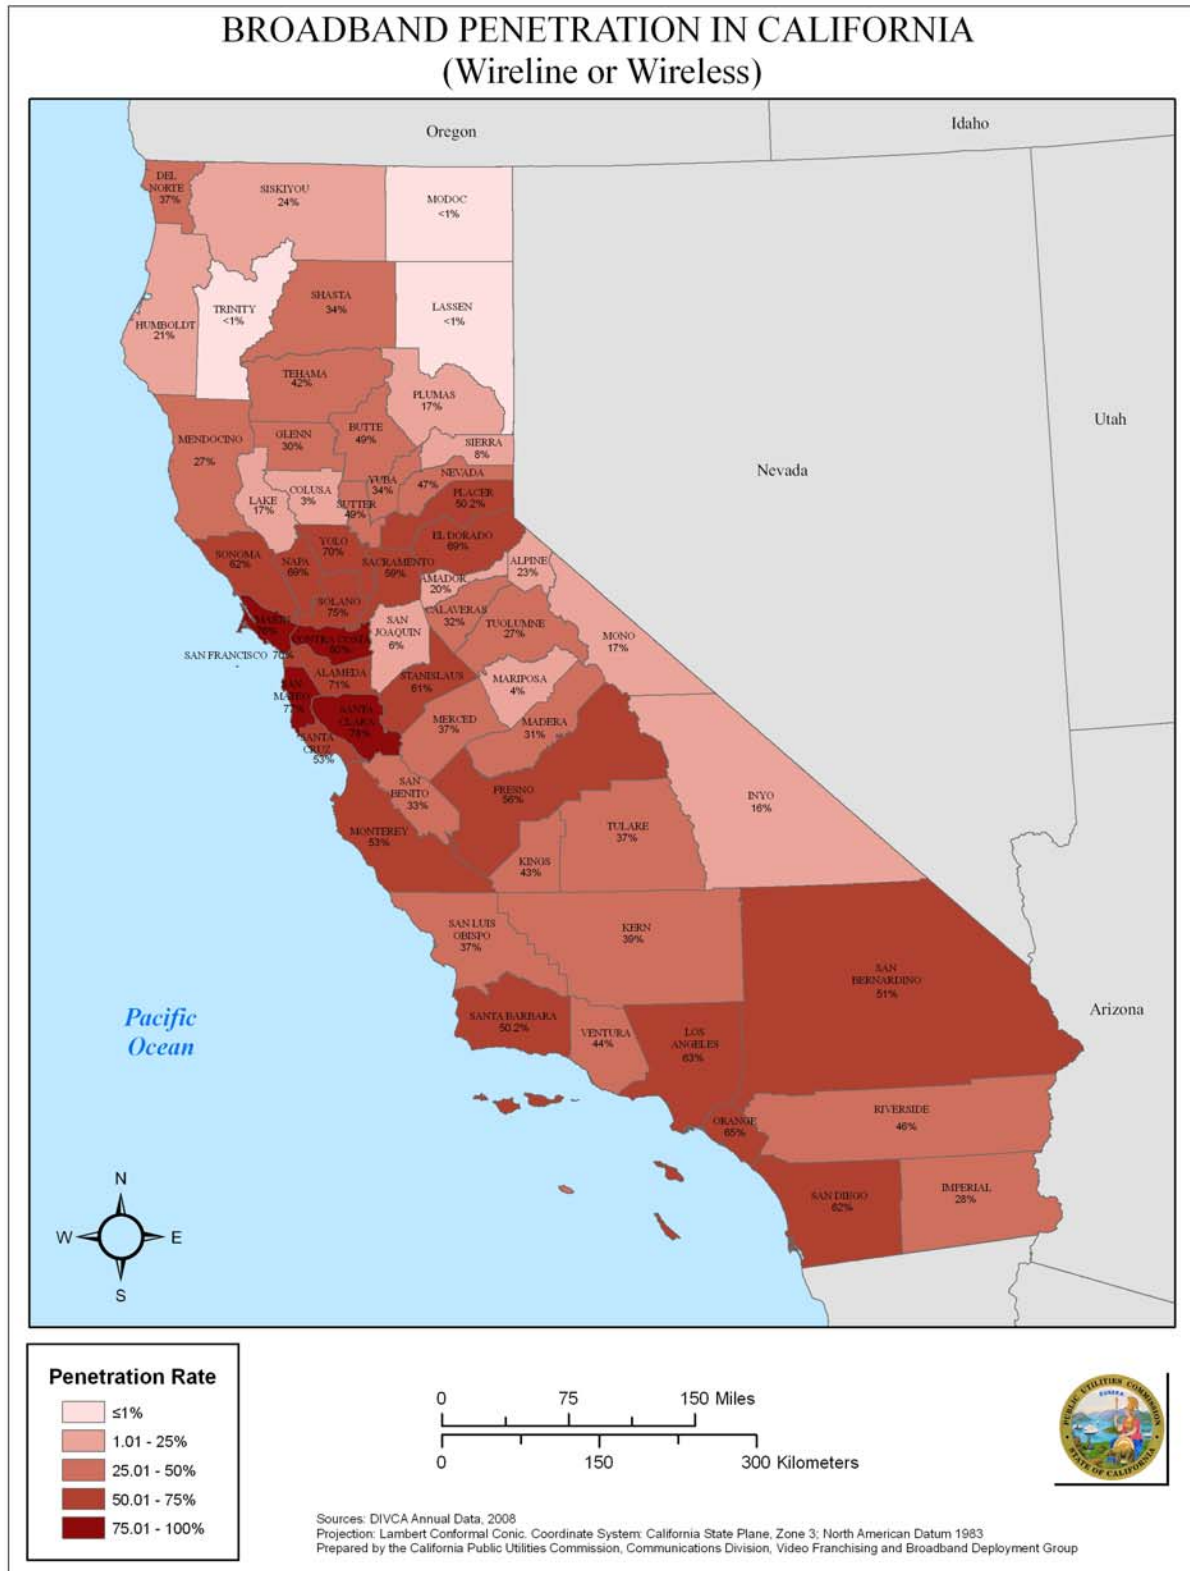 BROADBAND PENETRATION IN CALIFORNIA
(Wireline or Wireless)
Oregon
Idaho
DEL
NORTE
37%
SISKIYOU
24%
MODOC
<1%
SHASTA
34%
LASSEN
<1%
TRINITY
<1%
HUMBOLDT
21%
TEHAMA
42%
PLUMAS
17%
Utah
MENDOCINO
27%
GLENN
30%
BUTTE
49%
SIERRA
8%
Nevada
LAKE
17%
COLUSA
3%
SUTTER
49%
YUBA
34%
NEVADA
47%
PLACER
50.2%
SONOMA
62%
NAPA
69%
YOLO
70%
SACRAMENTO
59%
EL DORADO
69%
ALPINE
23%
AMADOR
20%
SOLANO
75%
MARIN
CONTRA COSTA
SAN
JOAQUIN
6%
CALAVERAS
32%
TUOLUMNE
27%
MONO
17%
SAN FRANCISCO
ALAMEDA
71%
STANISLAUS
61%
MARIPOSA
4%
SAN
MATEO
77%
SANTA
CLARA
MERCED
37%
MADERA
31%
SANTA
CRUZ
53%
SAN
BENITO
33%
FRESNO
56%
INYO
16%
MONTEREY
53%
KINGS
43%
TULARE
37%
SAN LUIS
OBISPO
37%
KERN
39%
SAN
BERNARDINO
51%
Arizona
Pacific
Ocean
SANTA BARBARA
50.2%
VENTURA
44%
LOS
ANGELES
63%
ORANGE
65%
RIVERSIDE
46%
SAN DIEGO
62%
IMPERIAL
28%
N
W E
S
Penetration Rate
≤1%
1.01 - 25%
25.01 - 50%
50.01 - 75%
75.01 - 100%
0 75 150 Miles
0 150 300 Kilometers
PUBLIC UTILITIES COMMISSION
EUREKA
STATE OF CALIFORNIA
Sources: DIVCA Annual Data, 2008
Projection: Lambert Conformal Conic. Coordinate System: California State Plane, Zone 3; North American Datum 1983
Prepared by the California Public Utilities Commission, Communications Division, Video Franchising and Broadband Deployment Group